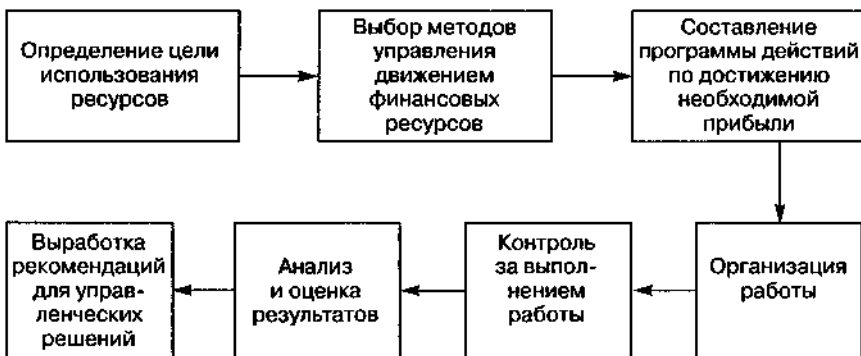 Определение цели
использования
ресурсов
Выбор методов
управления
движением
финансовых
ресурсов
Составление
программы действий
по достижению
необходимой
прибыли
Организация
работы
Контроль
за выпол-
нением
работы
Анализ
и оценка
результатов
Выработка
рекомендаций
для управ-
ленческих
решений